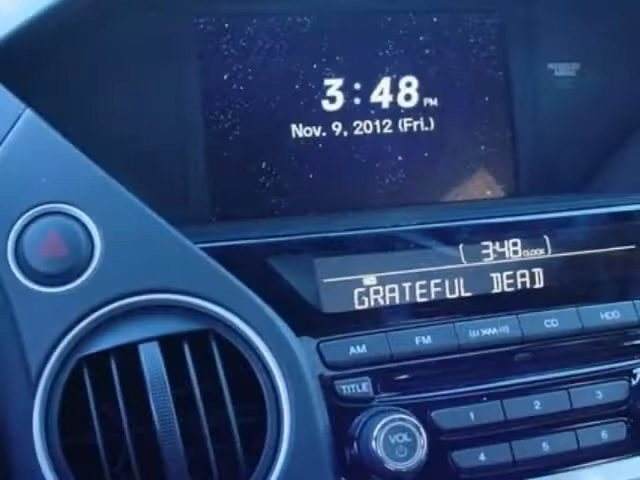 3:48 PM
Nov. 9, 2012 (Fri.)
3:48 CLOCK
GRATEFUL DEAD
AM FM XM CD HDD
TITLE
1 2 3
VOL
4 5 6